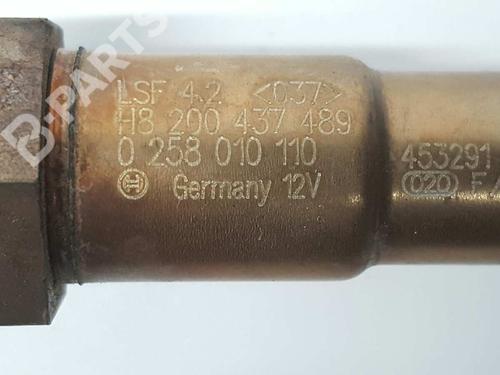 B-PARTS
LSF 4.2 <037>
H8 200 437 489
0 258 010 110
Germany 12V
453291
020 F